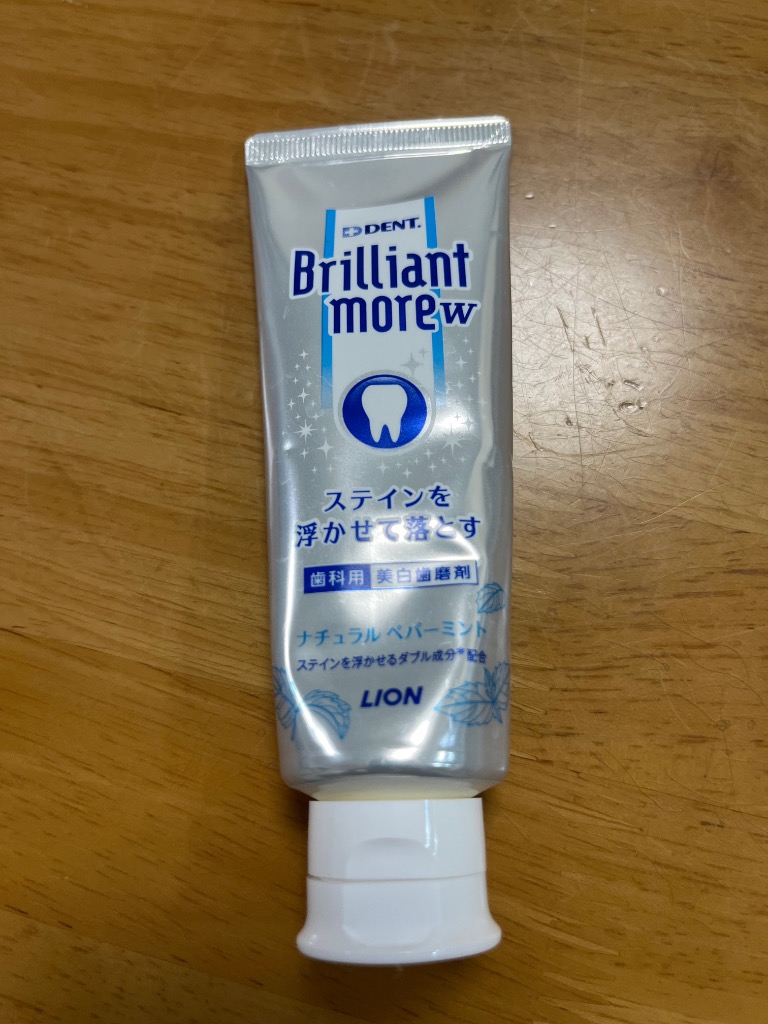 DENT.
Brilliant
more w
ステインを
浮かせて落とす
歯科用 美白歯磨剤
ナチュラル ペパーミント
ステインを浮かせるダブル成分※配合
LION